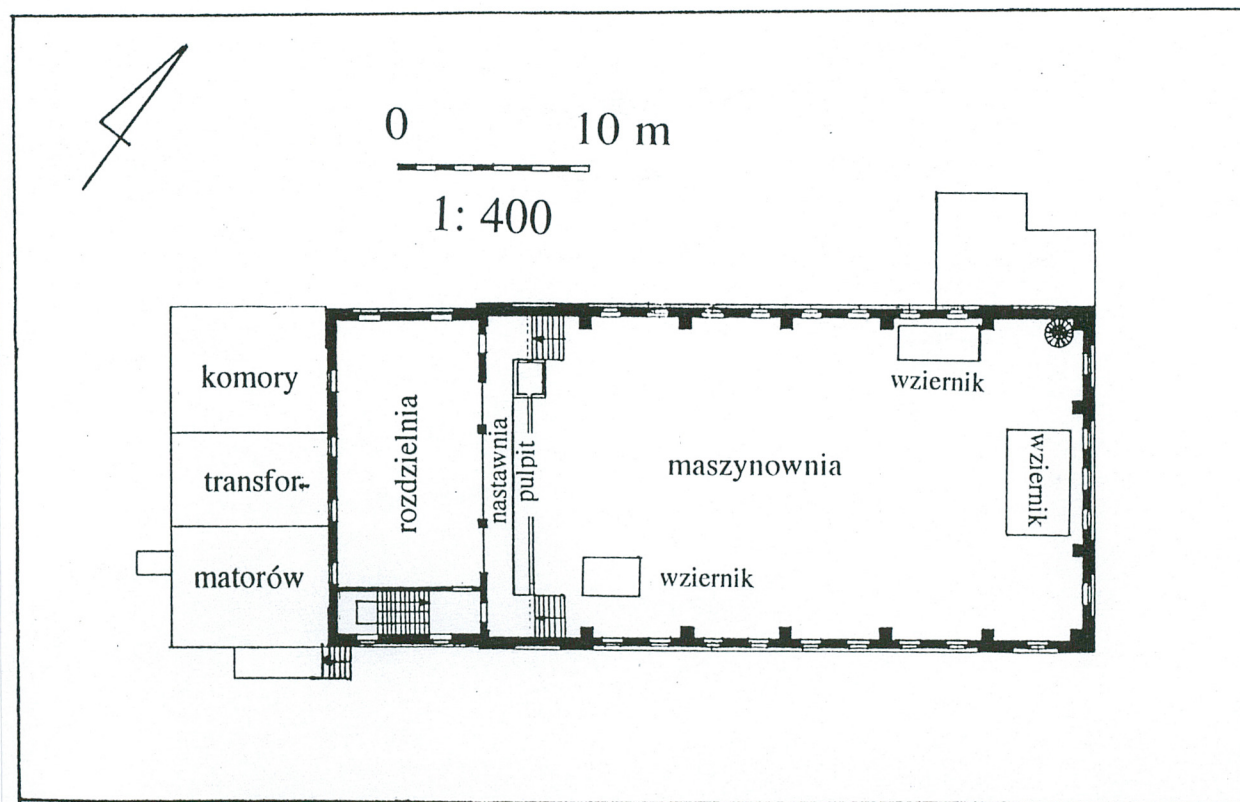 0 10 m
1: 400
komory
transfor-
matorów
rozdzielnia
nastawnia
pulpit
maszynownia
wziernik
wziernik
wziernik